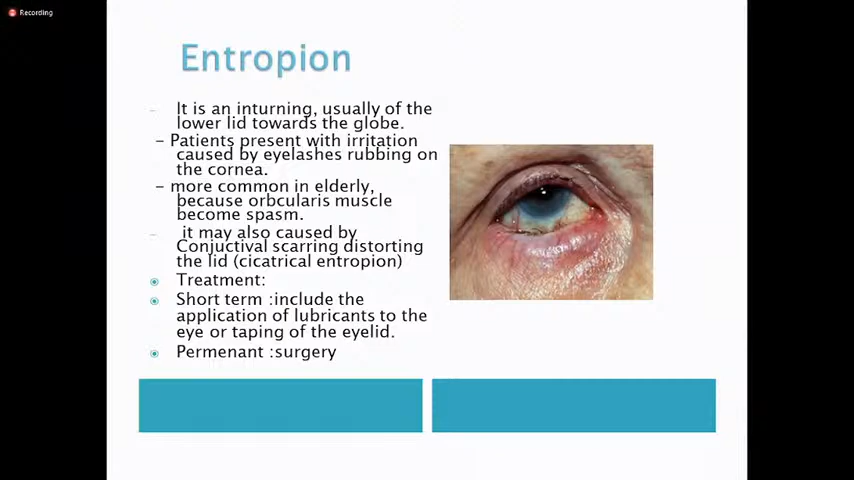 Recording
Entropion
– It is an inturning, usually of the
lower lid towards the globe.
– Patients present with irritation
caused by eyelashes rubbing on
the cornea.
– more common in elderly,
because orbcularis muscle
become spasm.
– it may also caused by
Conjuctival scarring distorting
the lid (cicatrical entropion)
Treatment:
Short term :include the
application of lubricants to the
eye or taping of the eyelid.
Permenant :surgery